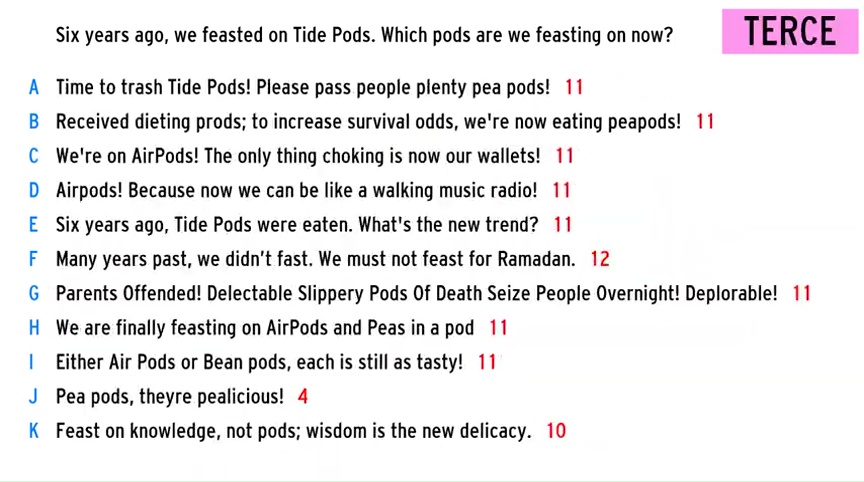 Six years ago, we feasted on Tide Pods. Which pods are we feasting on now?
TERCE
A Time to trash Tide Pods! Please pass people plenty pea pods! 11
B Received dieting prods; to increase survival odds, we're now eating peapods! 11
C We're on AirPods! The only thing choking is now our wallets! 11
D Airpods! Because now we can be like a walking music radio! 11
E Six years ago, Tide Pods were eaten. What's the new trend? 11
F Many years past, we didn’t fast. We must not feast for Ramadan. 12
G Parents Offended! Delectable Slippery Pods Of Death Seize People Overnight! Deplorable! 11
H We are finally feasting on AirPods and Peas in a pod 11
I Either Air Pods or Bean pods, each is still as tasty! 11
J Pea pods, theyre pealicious! 4
K Feast on knowledge, not pods; wisdom is the new delicacy. 10